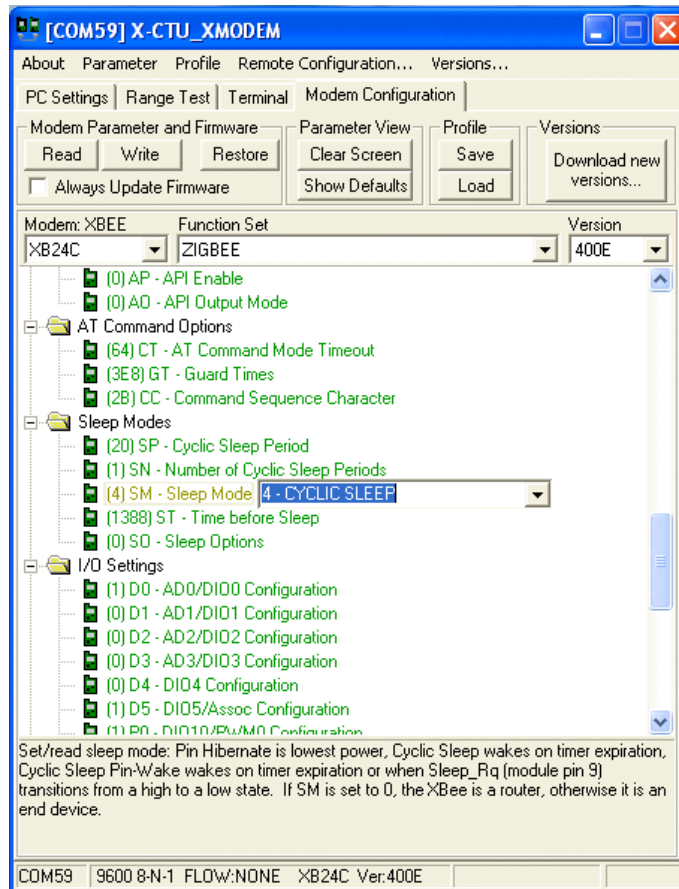 [COM59] X-CTU_XMODEM
About Parameter Profile Remote Configuration... Versions...
PC Settings Range Test Terminal Modem Configuration
Modem Parameter and Firmware Parameter View Profile Versions
Read Write Restore Clear Screen Save Download new versions...
Always Update Firmware Show Defaults Load
Modem: XBEE Function Set Version
XB24C ZIGBEE 400E
(0) AP - API Enable
(0) AO - API Output Mode
AT Command Options
(64) CT - AT Command Mode Timeout
(3E8) GT - Guard Times
(2B) CC - Command Sequence Character
Sleep Modes
(20) SP - Cyclic Sleep Period
(1) SN - Number of Cyclic Sleep Periods
(4) SM - Sleep Mode 4 - CYCLIC SLEEP
(1388) ST - Time before Sleep
(0) SO - Sleep Options
I/O Settings
(1) D0 - AD0/DIO0 Configuration
(0) D1 - AD1/DIO1 Configuration
(0) D2 - AD2/DIO2 Configuration
(0) D3 - AD3/DIO3 Configuration
(0) D4 - DIO4 Configuration
(1) D5 - DIO5/Assoc Configuration
(1) P0 - DIO10/PWM0 Configuration
Set/read sleep mode: Pin Hibernate is lowest power, Cyclic Sleep wakes on timer expiration,
Cyclic Sleep Pin-Wake wakes on timer expiration or when Sleep_Rq (module pin 9)
transitions from a high to a low state. If SM is set to 0, the XBee is a router, otherwise it is an
end device.
COM59 9600 8-N-1 FLOW:NONE XB24C Ver:400E